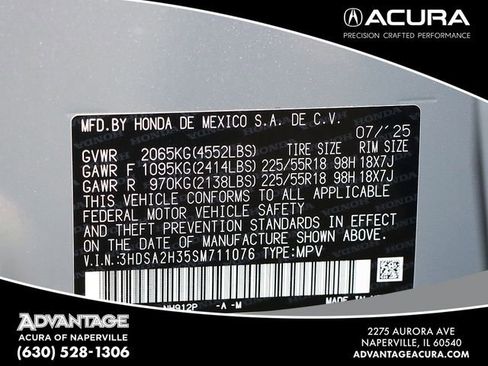 ACURA
PRECISION CRAFTED PERFORMANCE
MFD.BY HONDA DE MEXICO S.A. DE C.V.
07/'25
GVWR 2065KG(4552LBS) TIRE SIZE RIM SIZE
GAWR F 1095KG(2414LBS) 225/55R18 98H 18X7J
GAWR R 970KG(2138LBS) 225/55R18 98H 18X7J
THIS VEHICLE CONFORMS TO ALL APPLICABLE
FEDERAL MOTOR VEHICLE SAFETY
AND THEFT PREVENTION STANDARDS IN EFFECT
ON THE DATE OF MANUFACTURE SHOWN ABOVE.
V.I.N.:3HDSA2H35SM711076 TYPE:MPV
-A -M
MADE IN
ADVANTAGE
ACURA OF NAPERVILLE
(630) 528-1306
2275 AURORA AVE
NAPERVILLE, IL 60540
ADVANTAGEACURA.COM